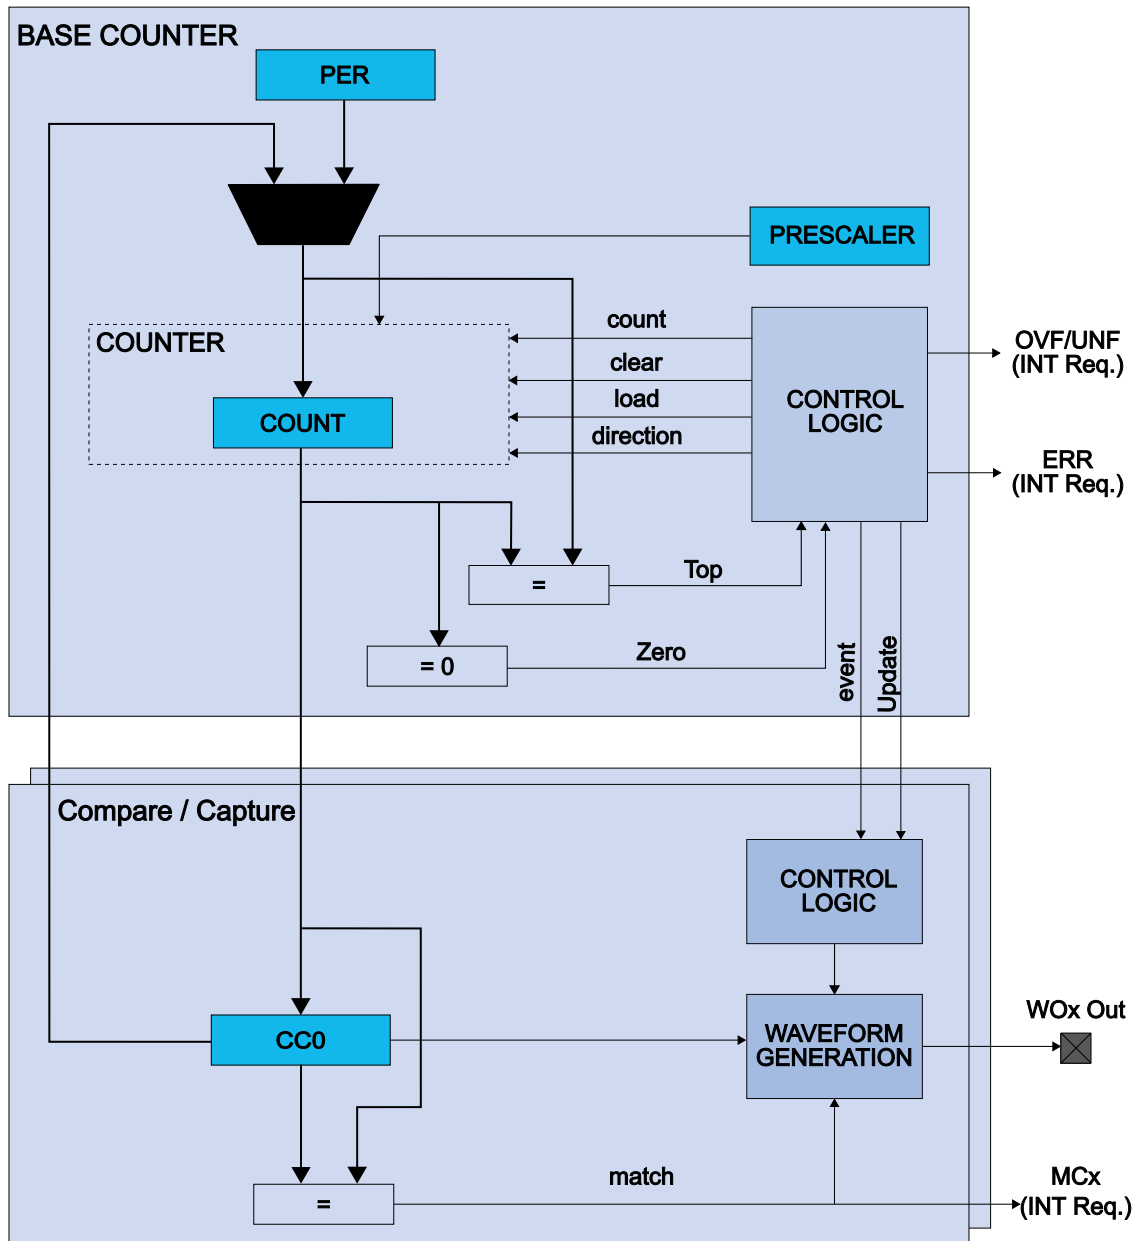 BASE COUNTER
PER
PRESCALER
COUNTER
count
clear
load
direction
CONTROL
LOGIC
OVF/UNF
(INT Req.)
ERR
(INT Req.)
COUNT
=
Top
= 0
Zero
event
Update
Compare / Capture
CONTROL
LOGIC
CC0
WAVEFORM
GENERATION
WOx Out
=
match
MCx
(INT Req.)